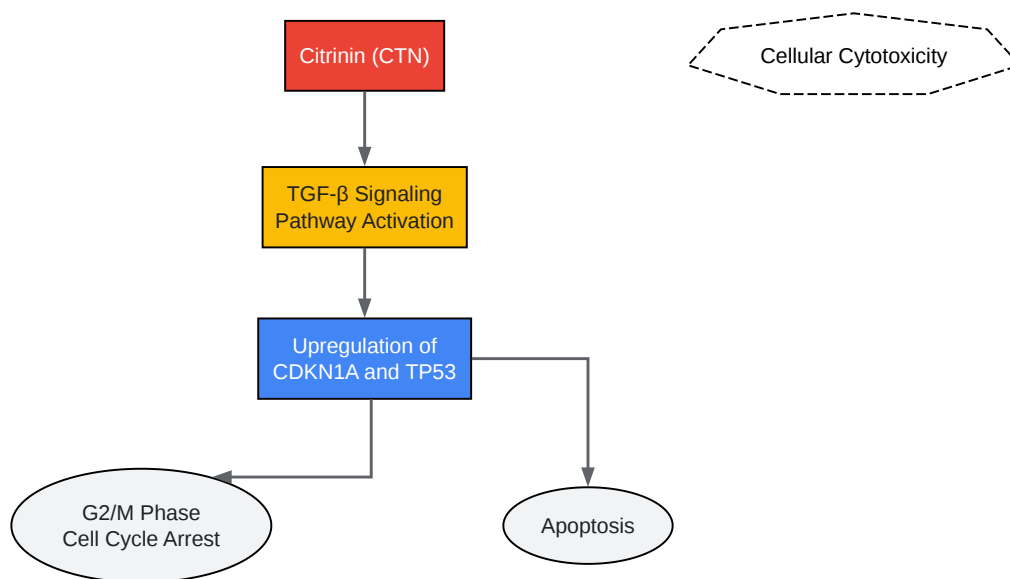 Citrinin (CTN)
Cellular Cytotoxicity
TGF-β Signaling
Pathway Activation
Upregulation of
CDKN1A and TP53
G2/M Phase
Cell Cycle Arrest
Apoptosis